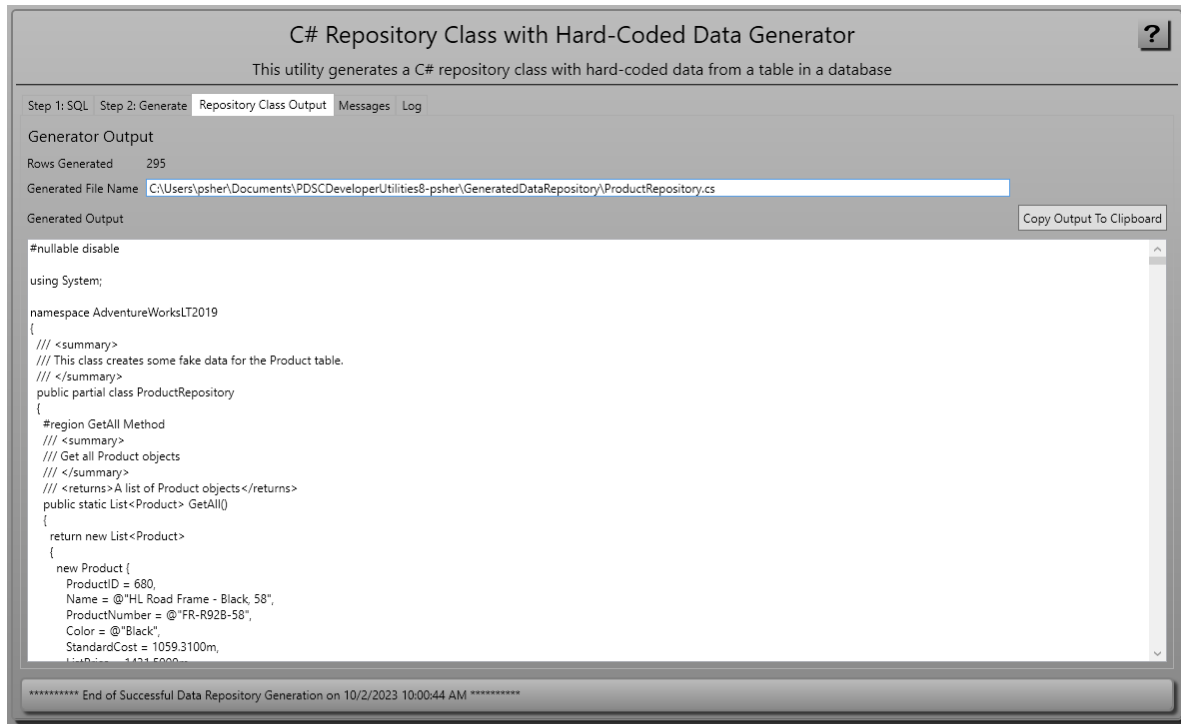 C# Repository Class with Hard-Coded Data Generator
?
This utility generates a C# repository class with hard-coded data from a table in a database
Step 1: SQL Step 2: Generate Repository Class Output Messages Log
Generator Output
Rows Generated 295
Generated File Name C:\Users\psher\Documents\PDSCDeveloperUtilities8-psher\GeneratedDataRepository\ProductRepository.cs
Generated Output Copy Output To Clipboard
#nullable disable
using System;
namespace AdventureWorksLT2019
{
/// <summary>
/// This class creates some fake data for the Product table.
/// </summary>
public partial class ProductRepository
{
#region GetAll Method
/// <summary>
/// Get all Product objects
/// </summary>
/// <returns>A list of Product objects</returns>
public static List<Product> GetAll()
{
return new List<Product>
{
new Product {
ProductID = 680,
Name = @"HL Road Frame - Black, 58",
ProductNumber = @"FR-R92B-58",
Color = @"Black",
StandardCost = 1059.3100m,
********** End of Successful Data Repository Generation on 10/2/2023 10:00:44 AM **********